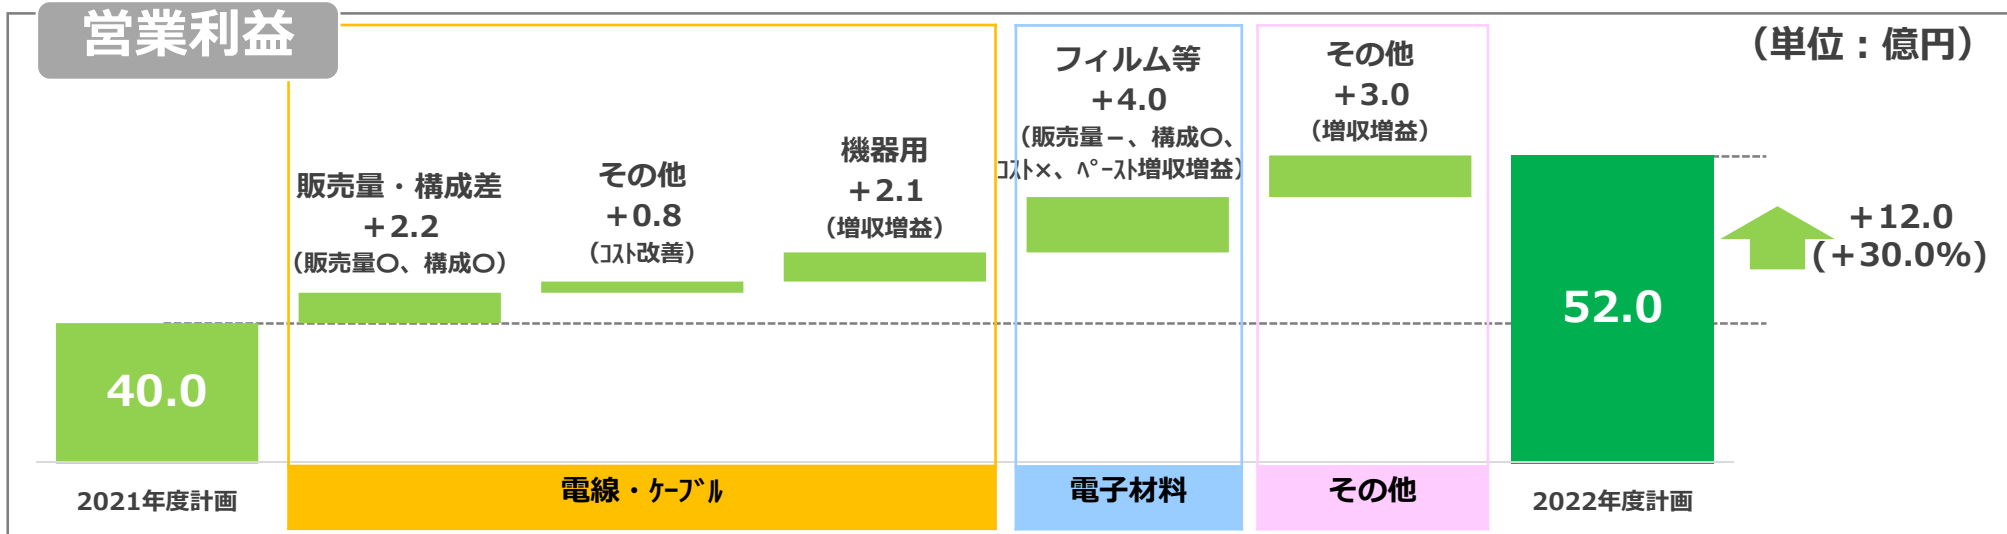 営業利益
（単位：億円）
販売量・構成差
＋2.2
（販売量〇、構成〇）
その他
＋0.8
（ｺｽﾄ改善）
機器用
＋2.1
（増収増益）
フィルム等
＋4.0
（販売量－、構成〇、
ｺｽﾄ×、ﾍﾟｰｽﾄ増収増益）
その他
＋3.0
（増収増益）
＋12.0
(＋30.0%)
40.0
52.0
2021年度計画
電線・ｹｰﾌﾞﾙ
電子材料
その他
2022年度計画